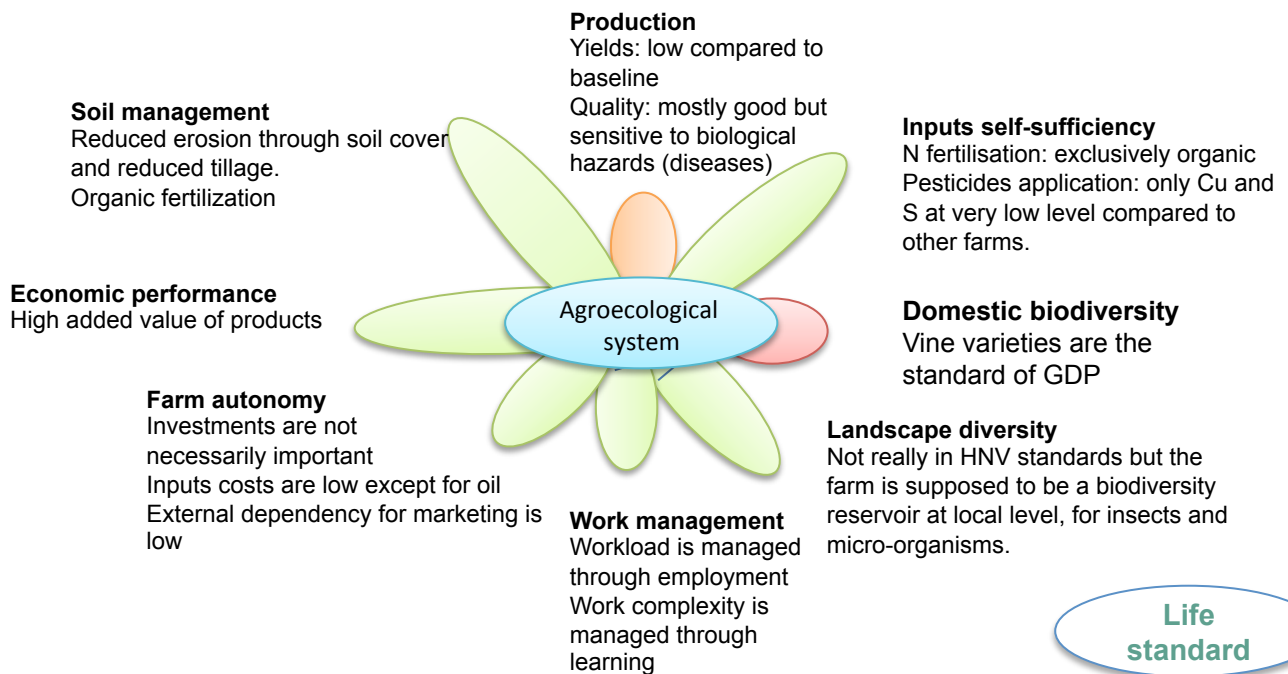 Production
Yields: low compared to
baseline
Quality: mostly good but
sensitive to biological
hazards (diseases)
Soil management
Reduced erosion through soil cover
and reduced tillage.
Organic fertilization
Inputs self-sufficiency
N fertilisation: exclusively organic
Pesticides application: only Cu and
S at very low level compared to
other farms.
Economic performance
High added value of products
Agroecological
system
Domestic biodiversity
Vine varieties are the
standard of GDP
Farm autonomy
Investments are not
necessarily important
Inputs costs are low except for oil
External dependency for marketing is
low
Work management
Workload is managed
through employment
Work complexity is
managed through
learning
Landscape diversity
Not really in HNV standards but the
farm is supposed to be a biodiversity
reservoir at local level, for insects and
micro-organisms.
Life
standard